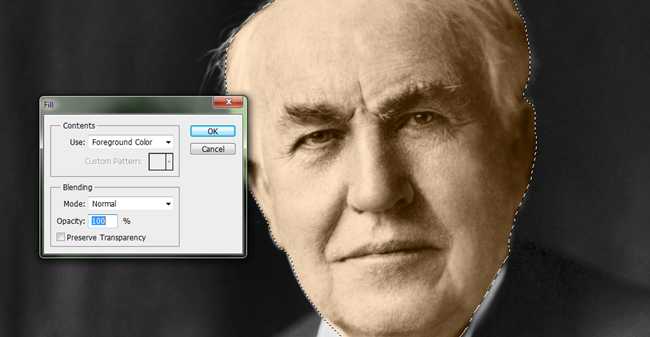 Fill
Contents
Use: Foreground Color
Custom Pattern:
OK
Cancel
Blending
Mode: Normal
Opacity: 100 %
Preserve Transparency